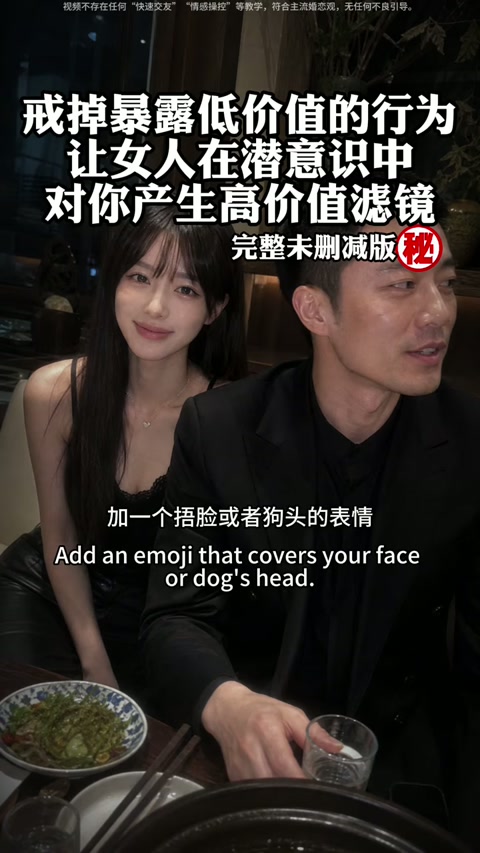 视频不存在任何“快速交友”“情感操控”等教学，符合主流婚恋观，无任何不良引导。
戒掉暴露低价值的行为
让女人在潜意识中
对你产生高价值滤镜
完整未删减版㊙
加一个捂脸或者狗头的表情
Add an emoji that covers your face
or dog's head.